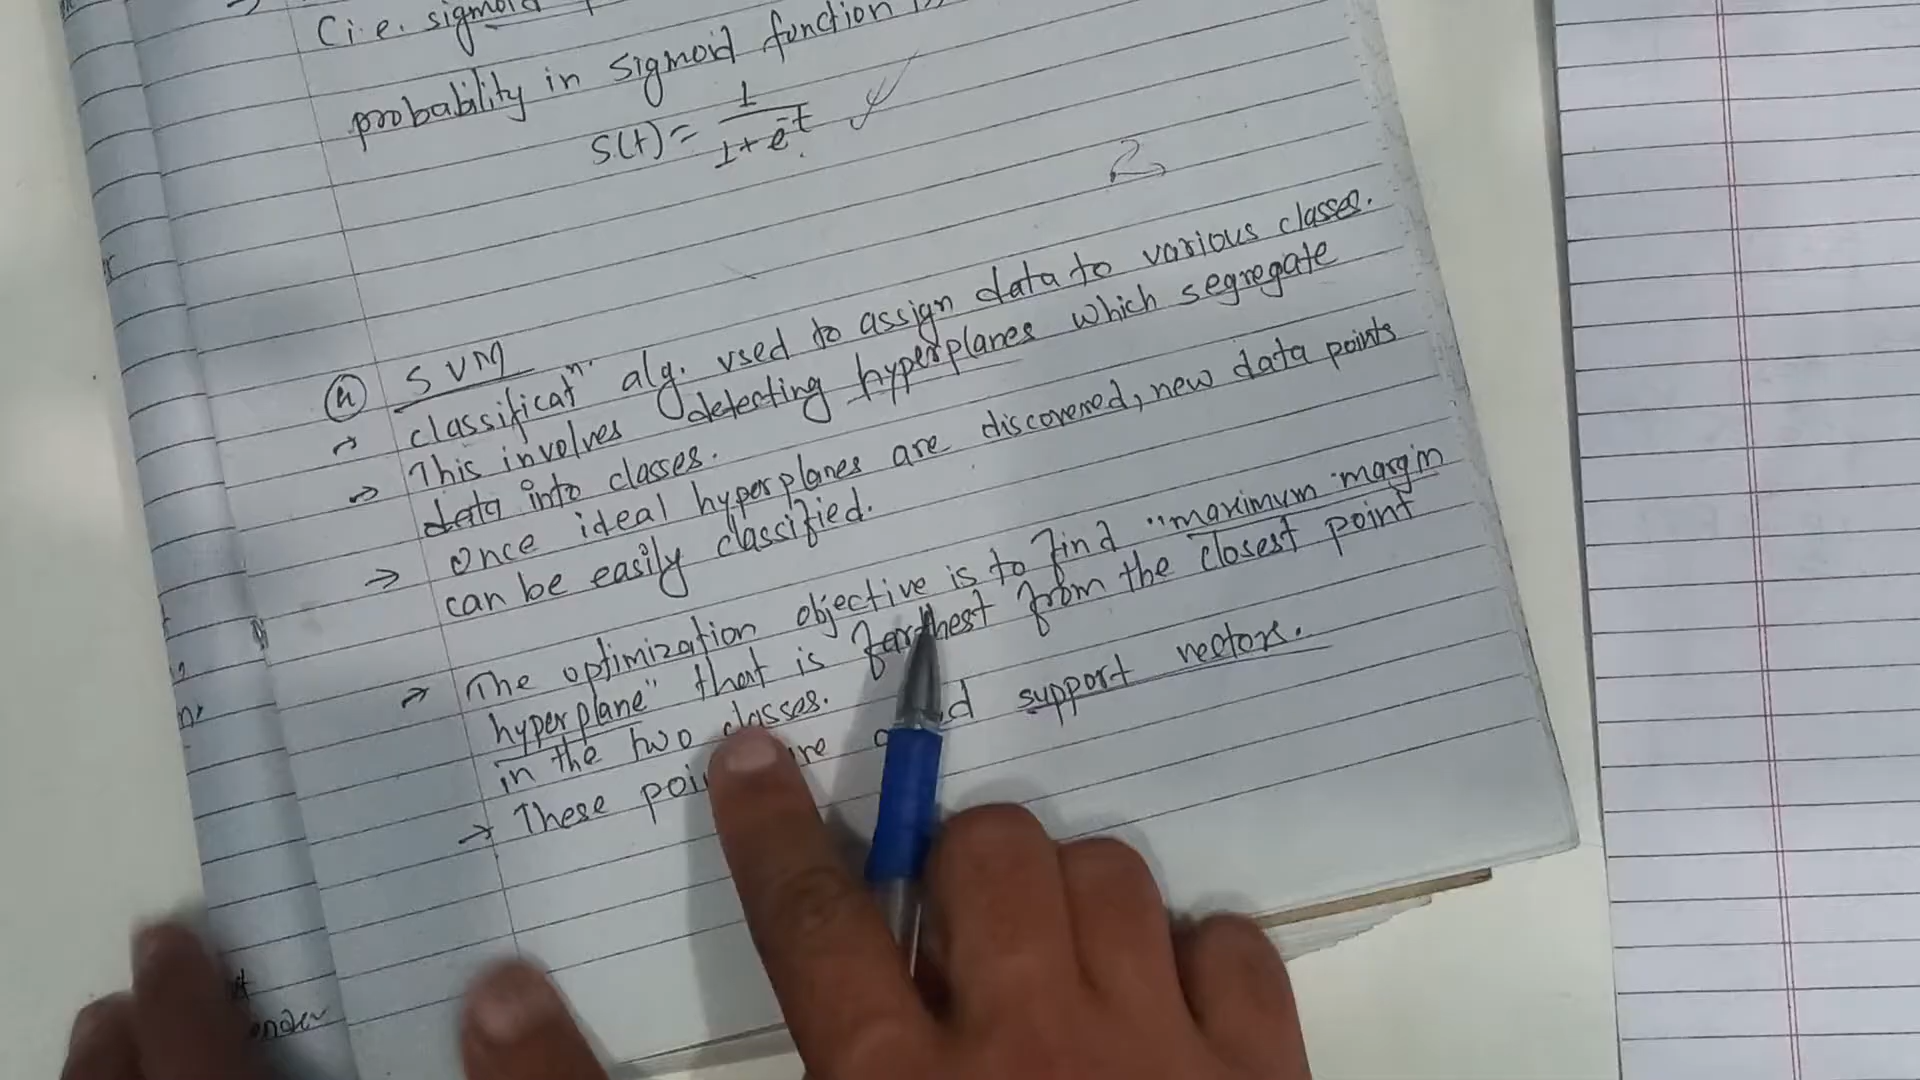 (i.e. sigmoid
probability in sigmoid function
S(t) = 1 / 1 + e^-t
2
(4) SVM
→ classificatⁿ. alg. used to assign data to various classes.
→ This involves detecting hyperplanes which segregate
data into classes.
→ Once ideal hyperplanes are discovered, new data points
can be easily classified.
→ The optimization objective is to find "maximum margin
hyperplane" that is farthest from the closest point
in the two classes.
→ These support vectors.